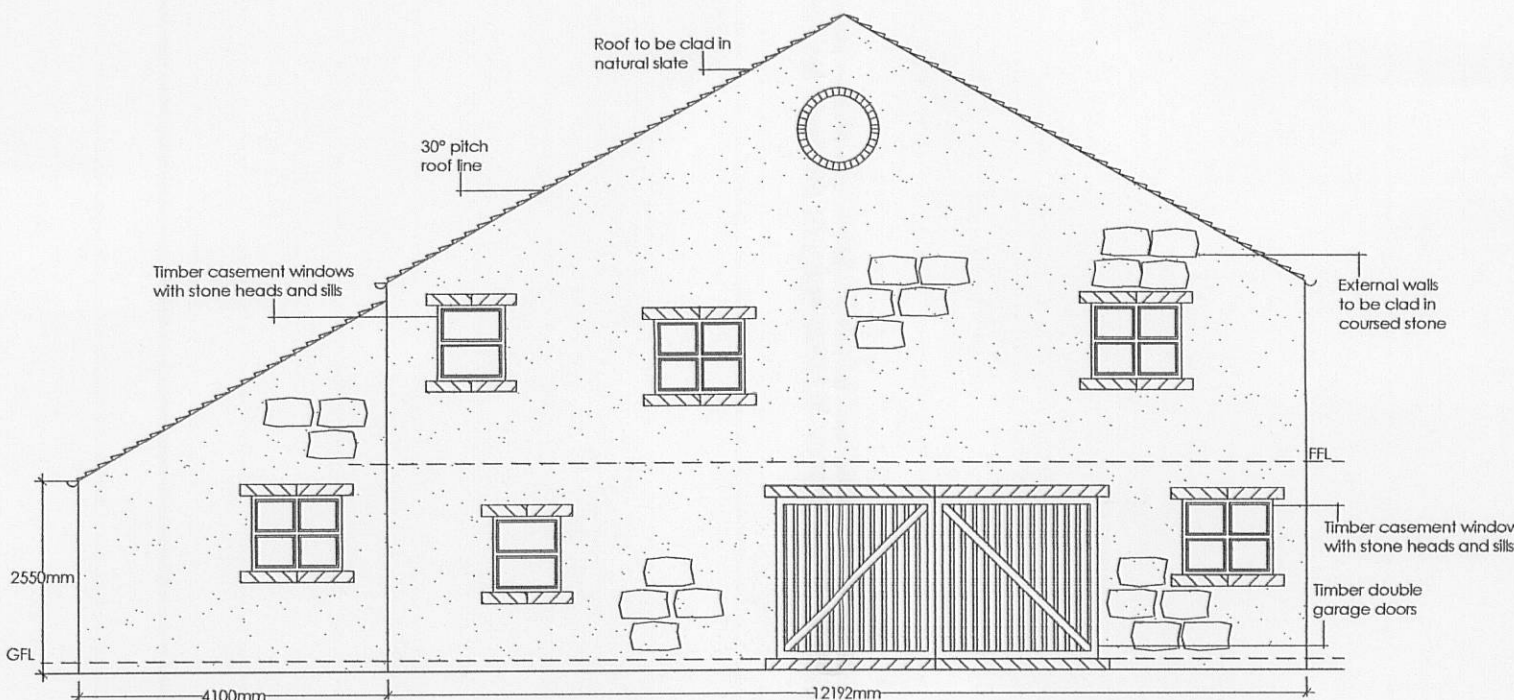 Roof to be clad in
natural slate
30° pitch
roof line
Timber casement windows
with stone heads and sills
External walls
to be clad in
coursed stone
FFL
Timber casement window
with stone heads and sills
2550mm
Timber double
garage doors
GFL
4100mm
12192mm